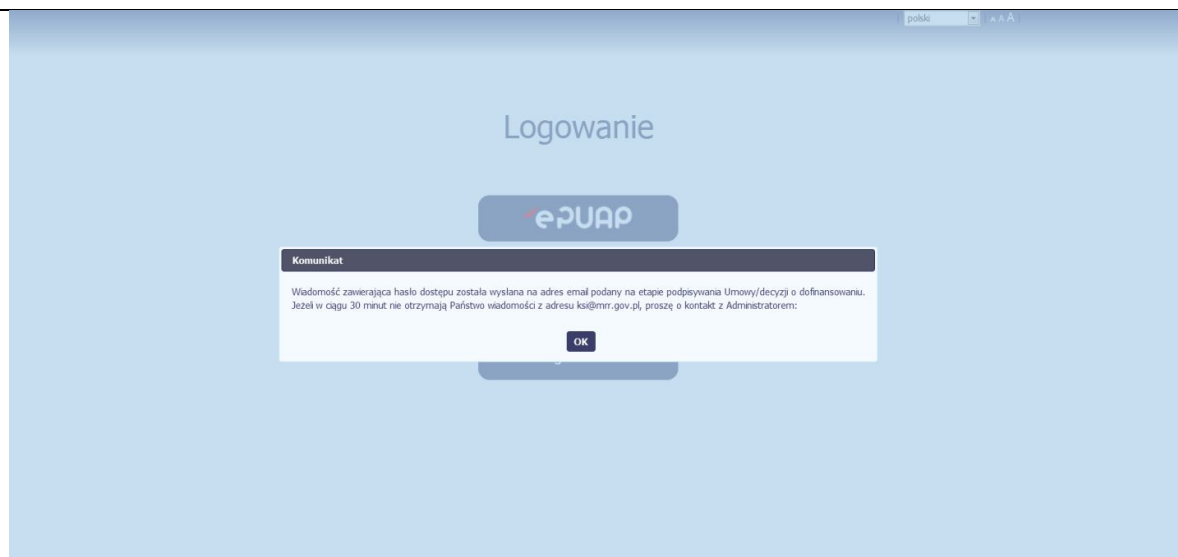 polski A A A
Logowanie
ePUAP
Komunikat
Wiadomość zawierająca hasło dostępu została wysłana na adres email podany na etapie podpisywania Umowy/decyzji o dofinansowaniu.
Jeżeli w ciągu 30 minut nie otrzymają Państwo wiadomości z adresu ksi@mrr.gov.pl, proszę o kontakt z Administratorem:
OK